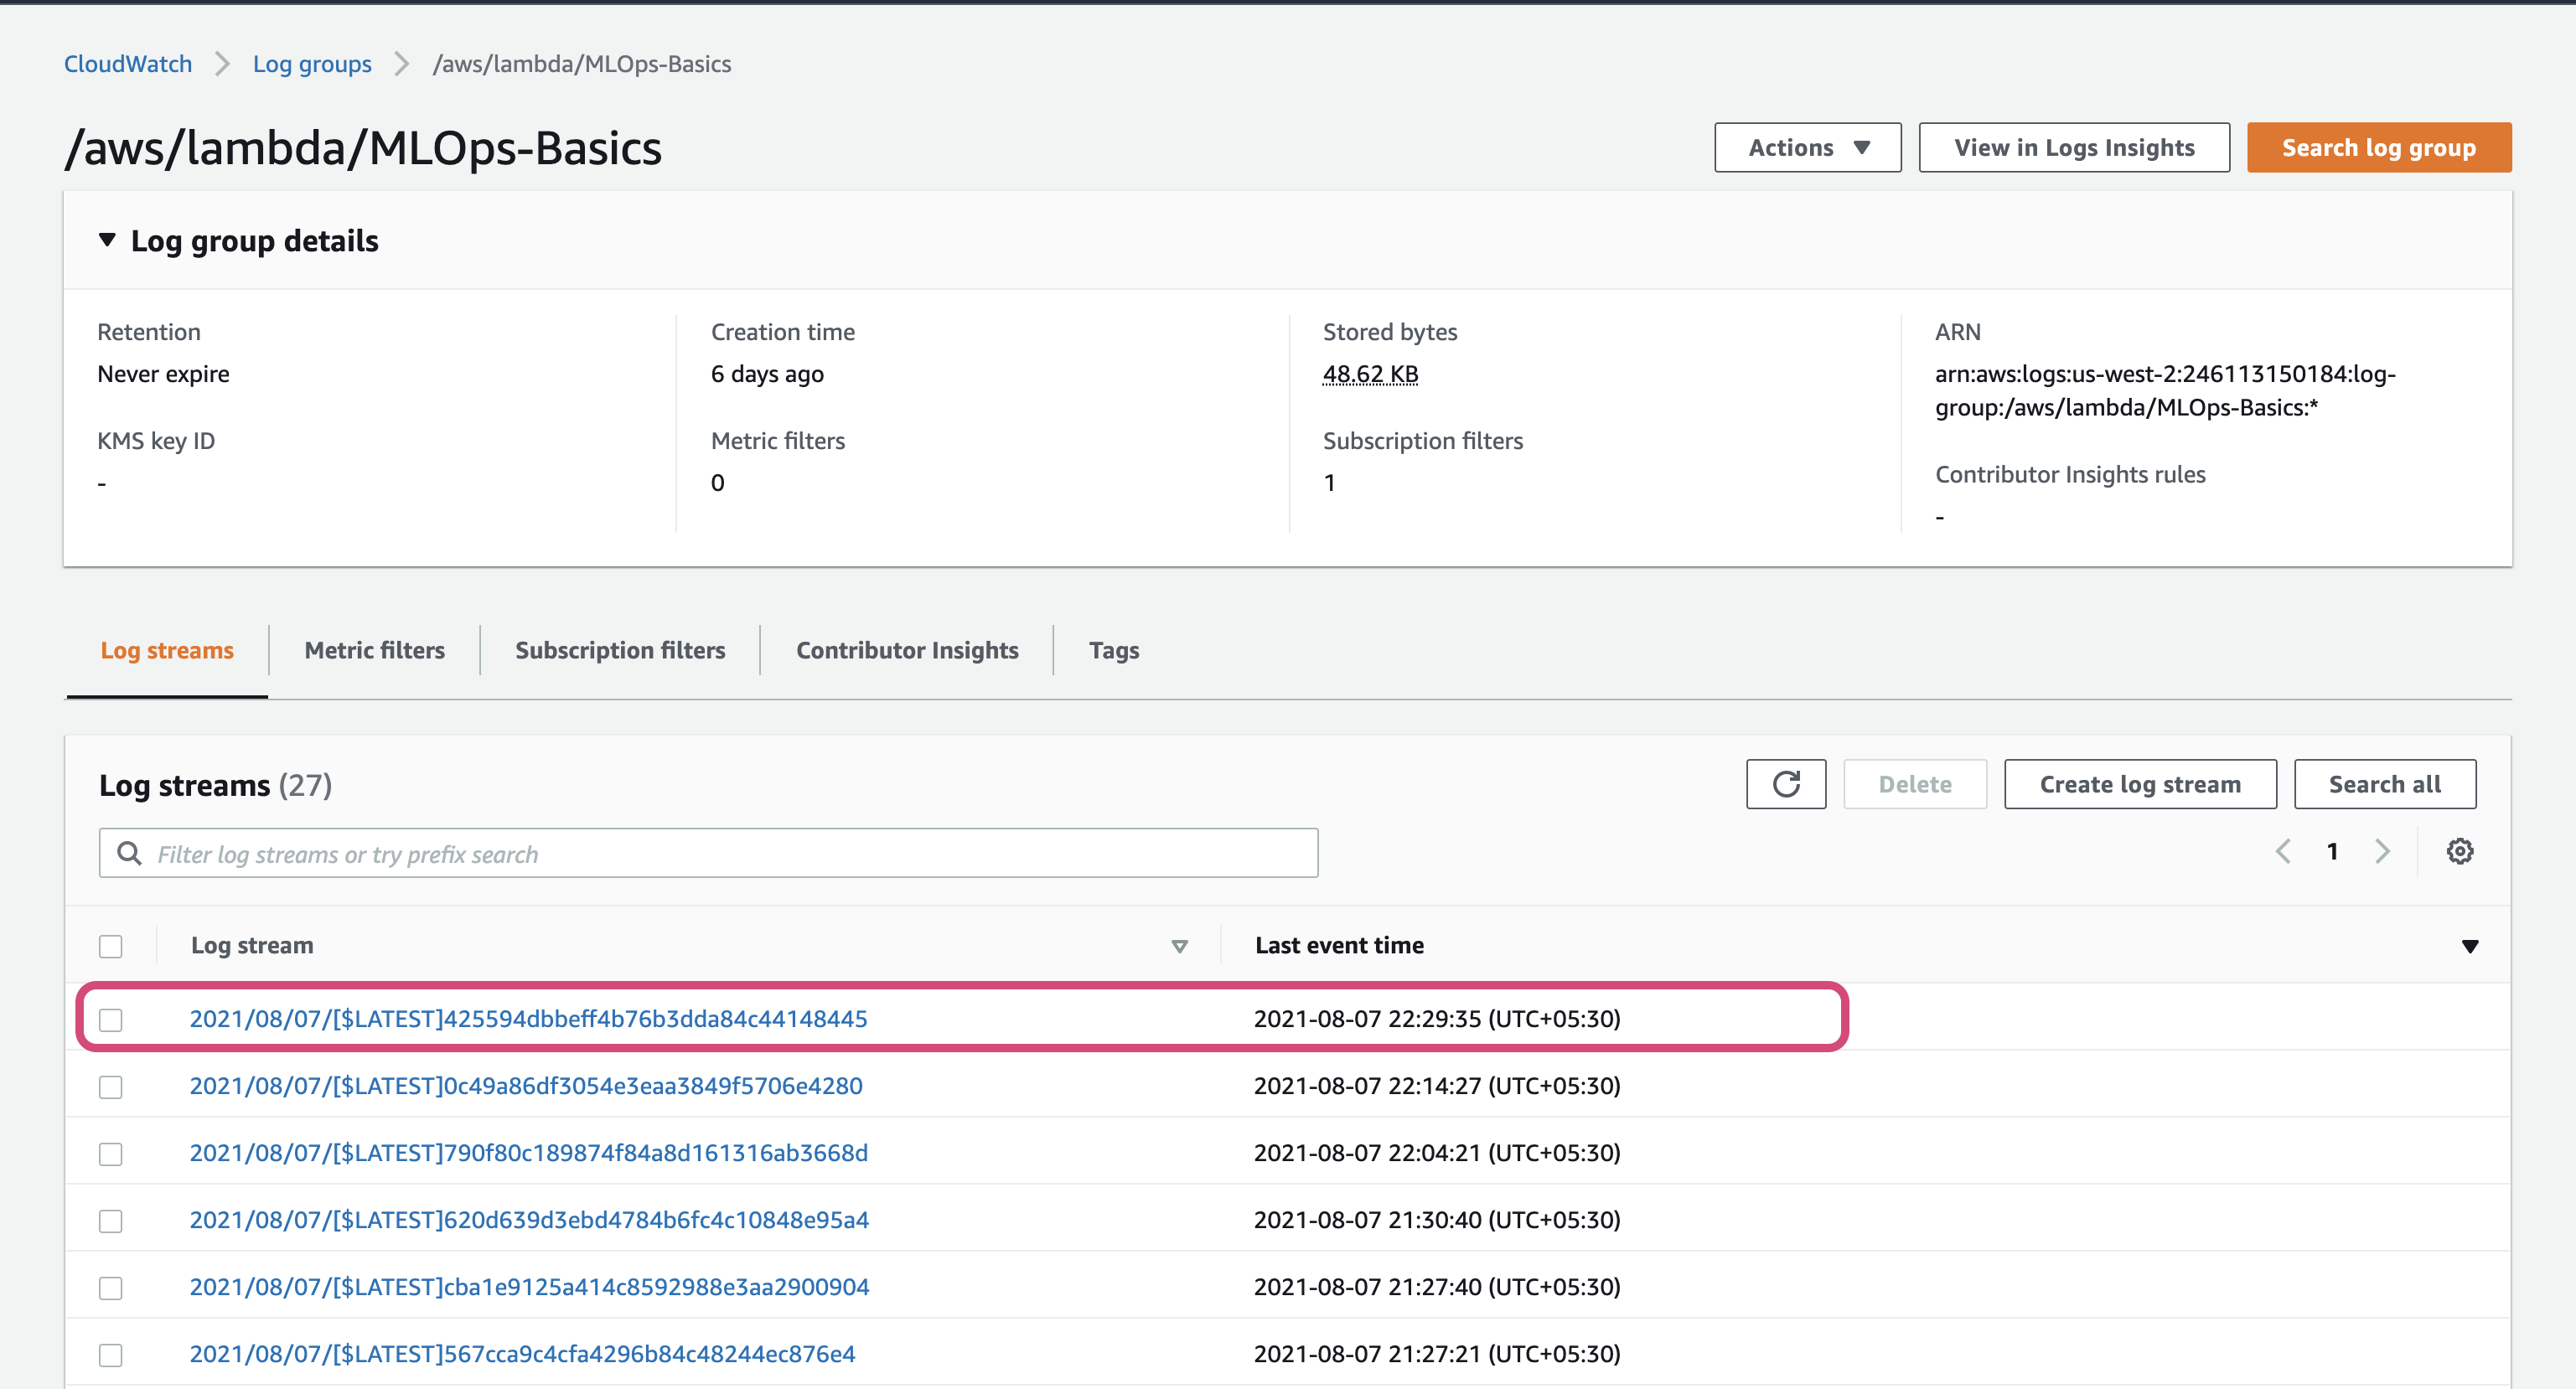 CloudWatch > Log groups > /aws/lambda/MLOps-Basics
/aws/lambda/MLOps-Basics
Actions
View in Logs Insights
Search log group
Log group details
Retention
Never expire
KMS key ID
-
Creation time
6 days ago
Metric filters
0
Stored bytes
48.62 KB
Subscription filters
1
ARN
arn:aws:logs:us-west-2:246113150184:log-
group:/aws/lambda/MLOps-Basics:*
Contributor Insights rules
-
Log streams
Metric filters
Subscription filters
Contributor Insights
Tags
Log streams (27)
Delete
Create log stream
Search all
Filter log streams or try prefix search
1
Log stream
Last event time
2021/08/07/[$LATEST]425594dbbeff4b76b3dda84c44148445 2021-08-07 22:29:35 (UTC+05:30)
2021/08/07/[$LATEST]0c49a86df3054e3eaa3849f5706e4280 2021-08-07 22:14:27 (UTC+05:30)
2021/08/07/[$LATEST]790f80c189874f84a8d161316ab3668d 2021-08-07 22:04:21 (UTC+05:30)
2021/08/07/[$LATEST]620d639d3ebd4784b6fc4c10848e95a4 2021-08-07 21:30:40 (UTC+05:30)
2021/08/07/[$LATEST]cba1e9125a414c8592988e3aa2900904 2021-08-07 21:27:40 (UTC+05:30)
2021/08/07/[$LATEST]567cca9c4cfa4296b84c48244ec876e4 2021-08-07 21:27:21 (UTC+05:30)